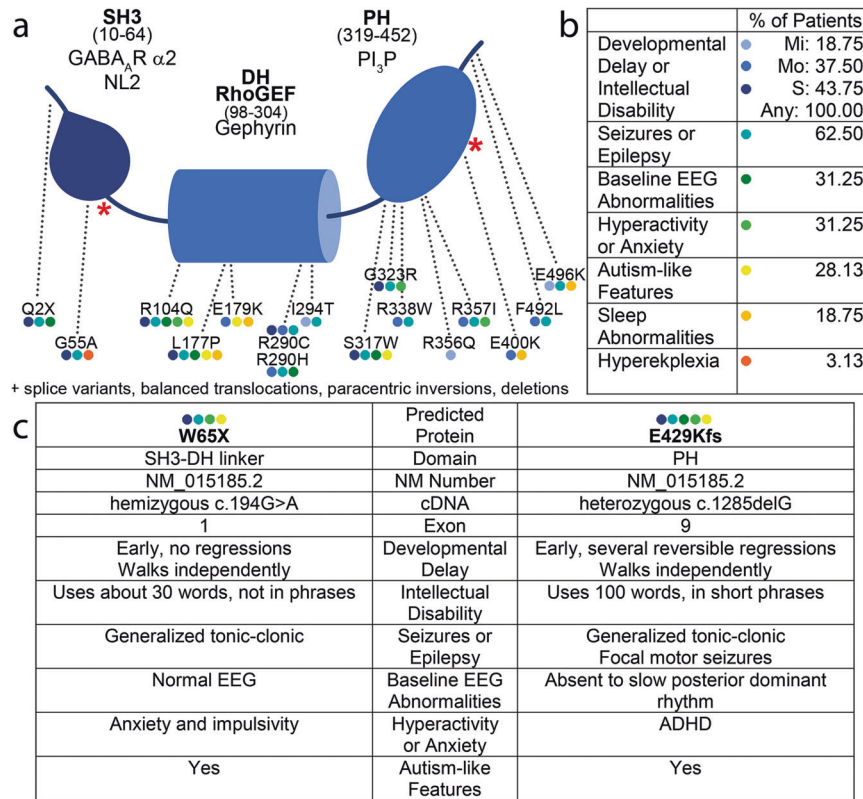 a
SH3
(10-64)
GABA_AR α2
NL2
DH
RhoGEF
(98-304)
Gephyrin
PH
(319-452)
PI_3P
*
*
G323R
E496K
Q2X
R104Q
E179K
I294T
R338W
R357I
F492L
G55A
L177P
R290C
R290H
S317W
R356Q
E400K
+ splice variants, balanced translocations, paracentric inversions, deletions
b
% of Patients
Developmental
Delay or
Intellectual
Disability
Mi: 18.75
Mo: 37.50
S: 43.75
Any: 100.00
Seizures or
Epilepsy
62.50
Baseline EEG
Abnormalities
31.25
Hyperactivity
or Anxiety
31.25
Autism-like
Features
28.13
Sleep
Abnormalities
18.75
Hyperekplexia
3.13
c
W65X
Predicted
Protein
E429Kfs
SH3-DH linker
Domain
PH
NM_015185.2
NM Number
NM_015185.2
hemizygous c.194G>A
cDNA
heterozygous c.1285delG
1
Exon
9
Early, no regressions
Walks independently
Developmental
Delay
Early, several reversible regressions
Walks independently
Uses about 30 words, not in phrases
Intellectual
Disability
Uses 100 words, in short phrases
Generalized tonic-clonic
Seizures or
Epilepsy
Generalized tonic-clonic
Focal motor seizures
Normal EEG
Baseline EEG
Abnormalities
Absent to slow posterior dominant
rhythm
Anxiety and impulsivity
Hyperactivity
or Anxiety
ADHD
Yes
Autism-like
Features
Yes